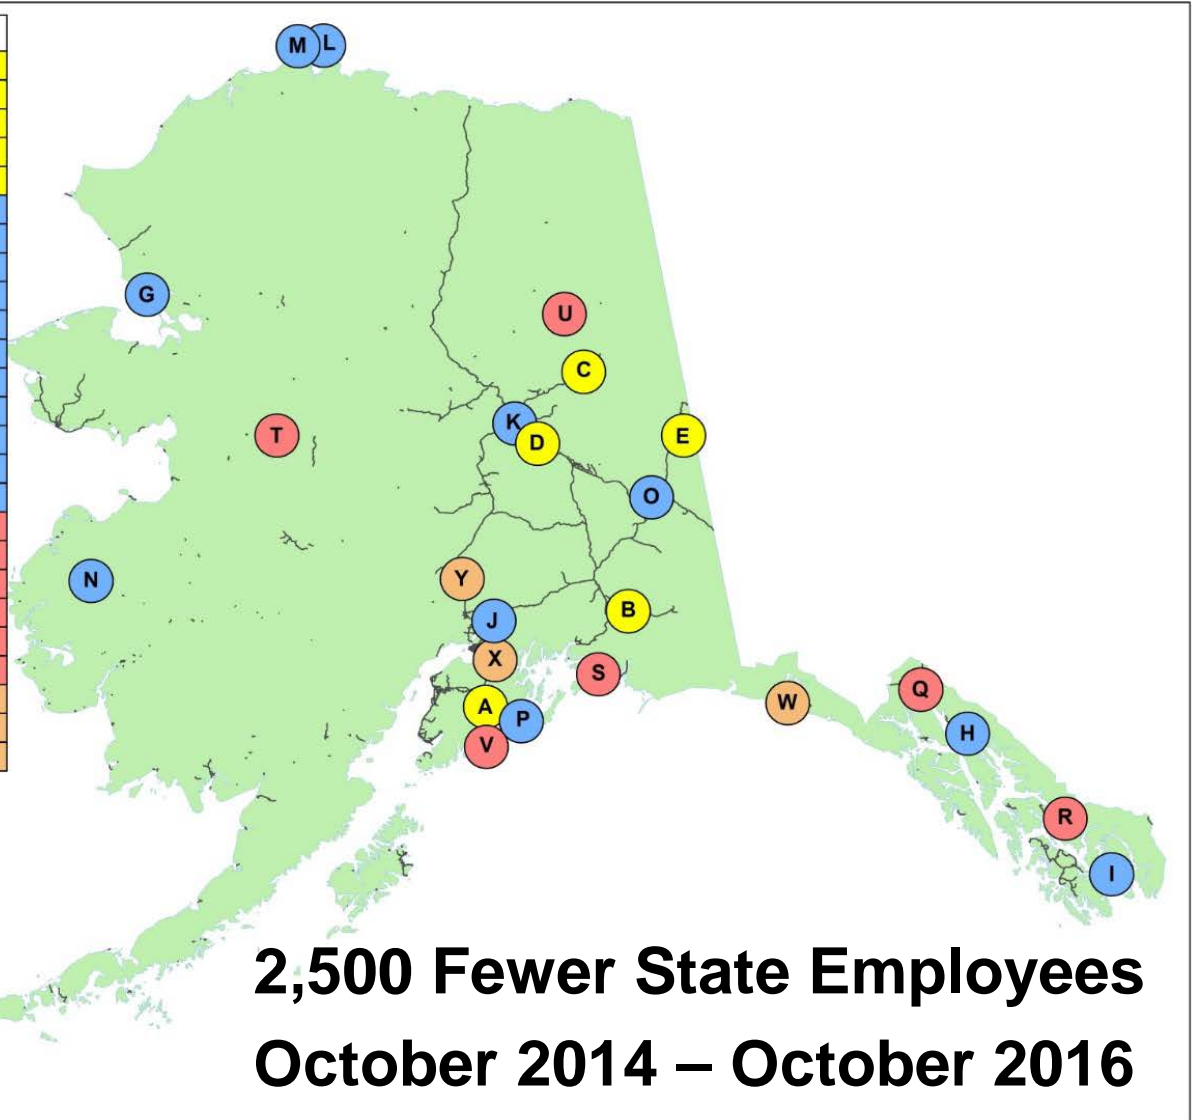 M L
G
U
C
K
D
E
T
O
N
Y
J
B
X
S
A
P
V
W
Q
H
R
I
2,500 Fewer State Employees
October 2014 – October 2016